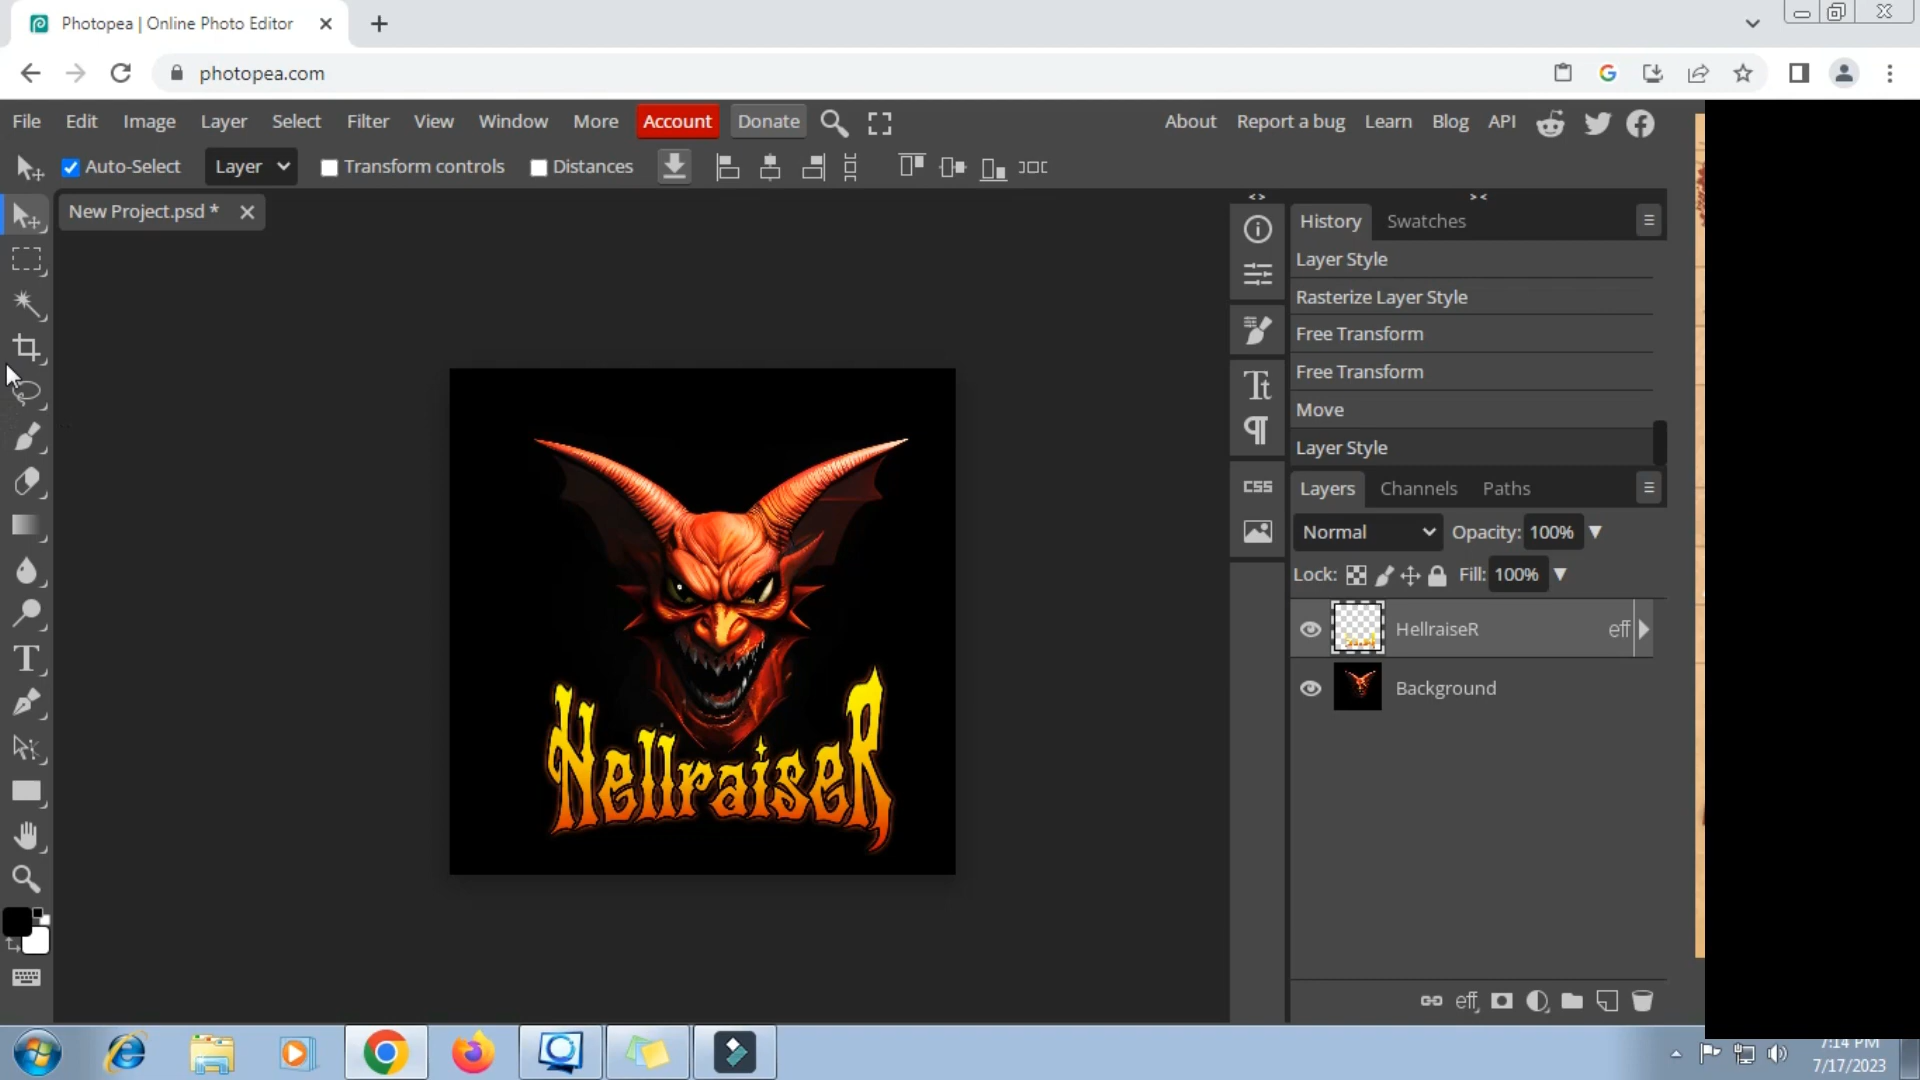 Photopea | Online Photo Editor
photopea.com
File Edit Image Layer Select Filter View Window More Account Donate About Report a bug Learn Blog API
Auto-Select Layer Transform controls Distances
New Project.psd *
History Swatches
Layer Style
Rasterize Layer Style
Free Transform
Free Transform
Move
Layer Style
CSS
Layers Channels Paths
Normal Opacity: 100%
Lock: Fill: 100%
HellraiseR eff
Background
HellraiseR
eff
7:14 PM
7/17/2023